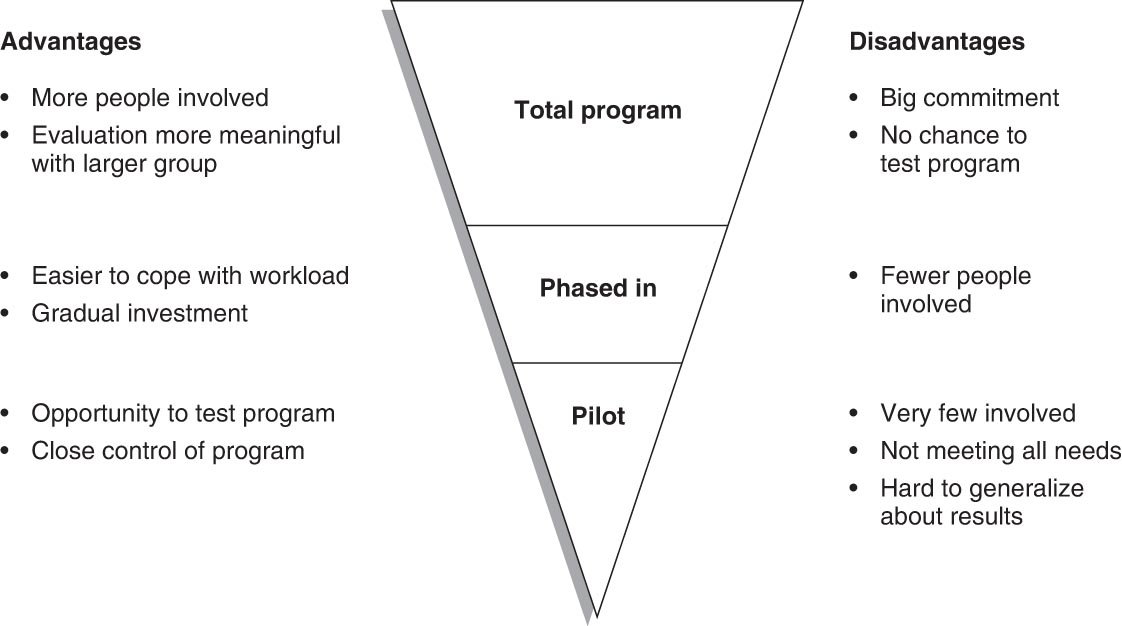 Advantages
Disadvantages
• More people involved
• Evaluation more meaningful
with larger group
Total program
• Big commitment
• No chance to
test program
• Easier to cope with workload
• Gradual investment
Phased in
• Fewer people
involved
• Opportunity to test program
• Close control of program
Pilot
• Very few involved
• Not meeting all needs
• Hard to generalize
about results